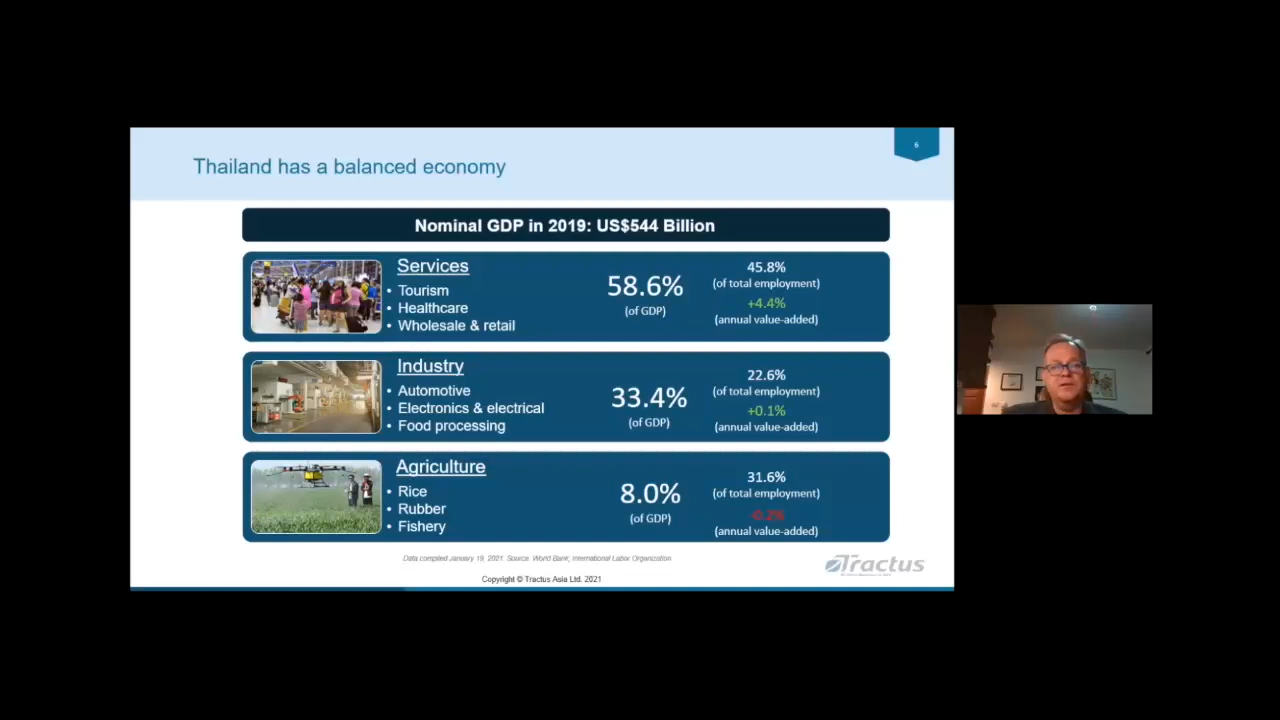 6
Thailand has a balanced economy
Nominal GDP in 2019: US$544 Billion
Services
• Tourism
• Healthcare
• Wholesale & retail
58.6%
(of GDP)
45.8%
(of total employment)
+4.4%
(annual value-added)
Industry
• Automotive
• Electronics & electrical
• Food processing
33.4%
(of GDP)
22.6%
(of total employment)
+0.1%
(annual value-added)
Agriculture
• Rice
• Rubber
• Fishery
8.0%
(of GDP)
31.6%
(of total employment)
-0.2%
(annual value-added)
Data compiled January 19, 2021. Source: World Bank; International Labor Organization.
Tractus
Copyright © Tractus Asia Ltd. 2021